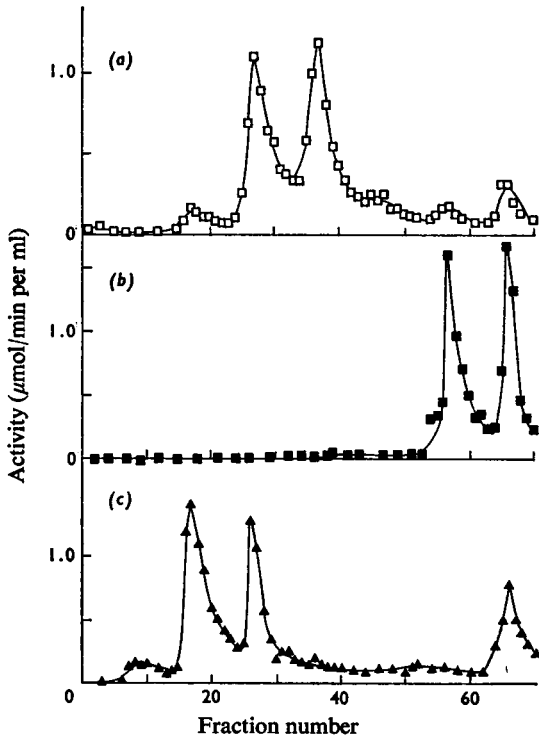 (a)
1.0
0
(b)
1.0
0
(c)
1.0
0 20 40 60
Activity (μmol/min per ml)
Fraction number